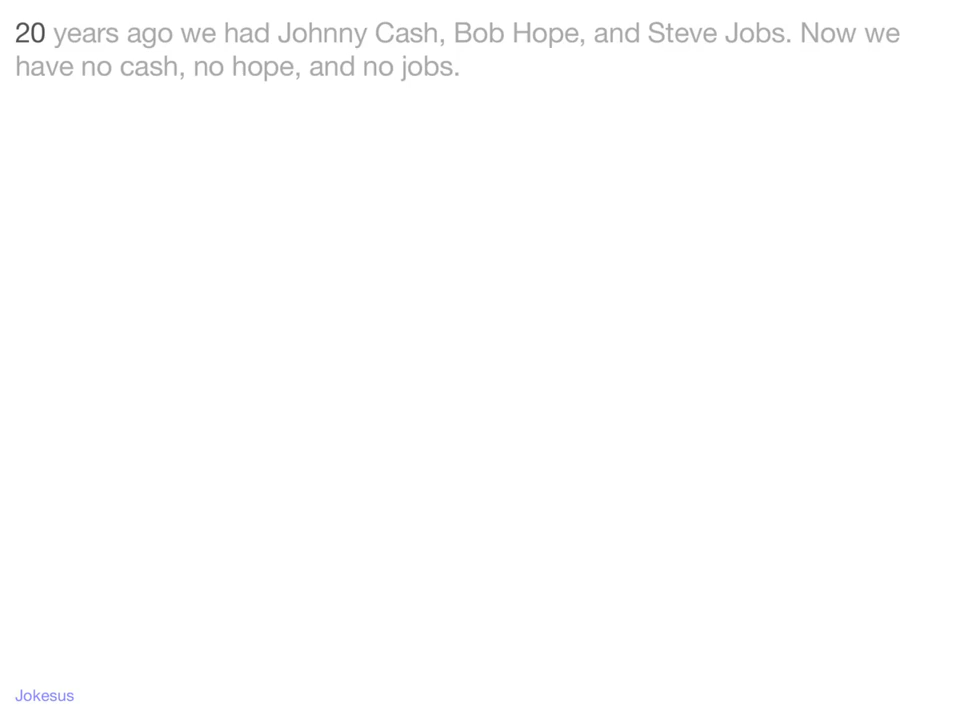 20 years ago we had Johnny Cash, Bob Hope, and Steve Jobs. Now we
have no cash, no hope, and no jobs.
Jokesus